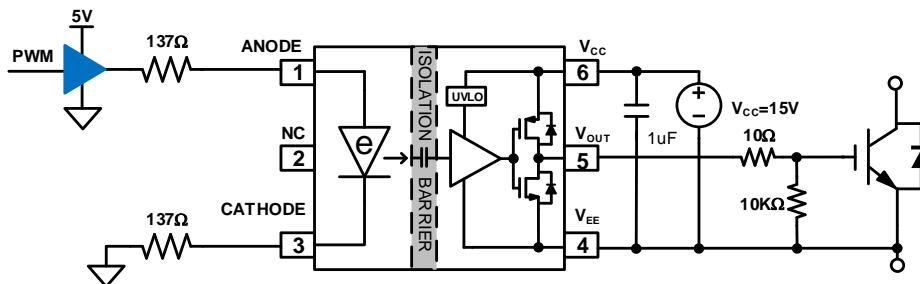 5V
PWM
137Ω
ANODE
1
NC
2
CATHODE
137Ω
3
e
ISOLATION
BARRIER
UVLO
VCC
6
VOUT
5
VEE
4
1uF
VCC=15V
10Ω
10KΩ